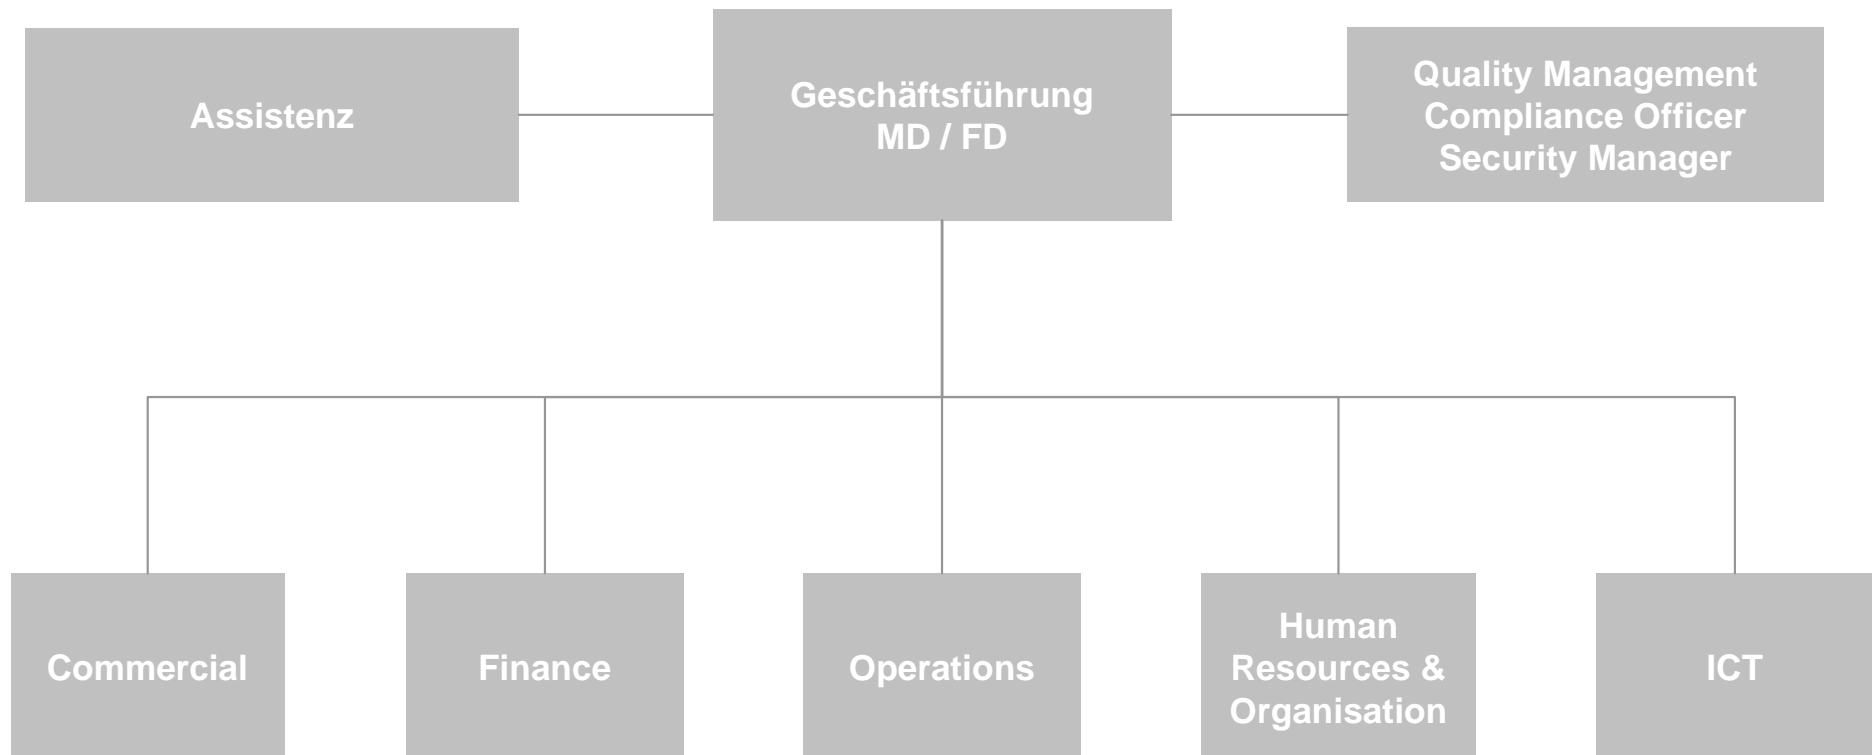 Assistenz
Geschäftsführung
MD / FD
Quality Management
Compliance Officer
Security Manager
Commercial
Finance
Operations
Human
Resources &
Organisation
ICT